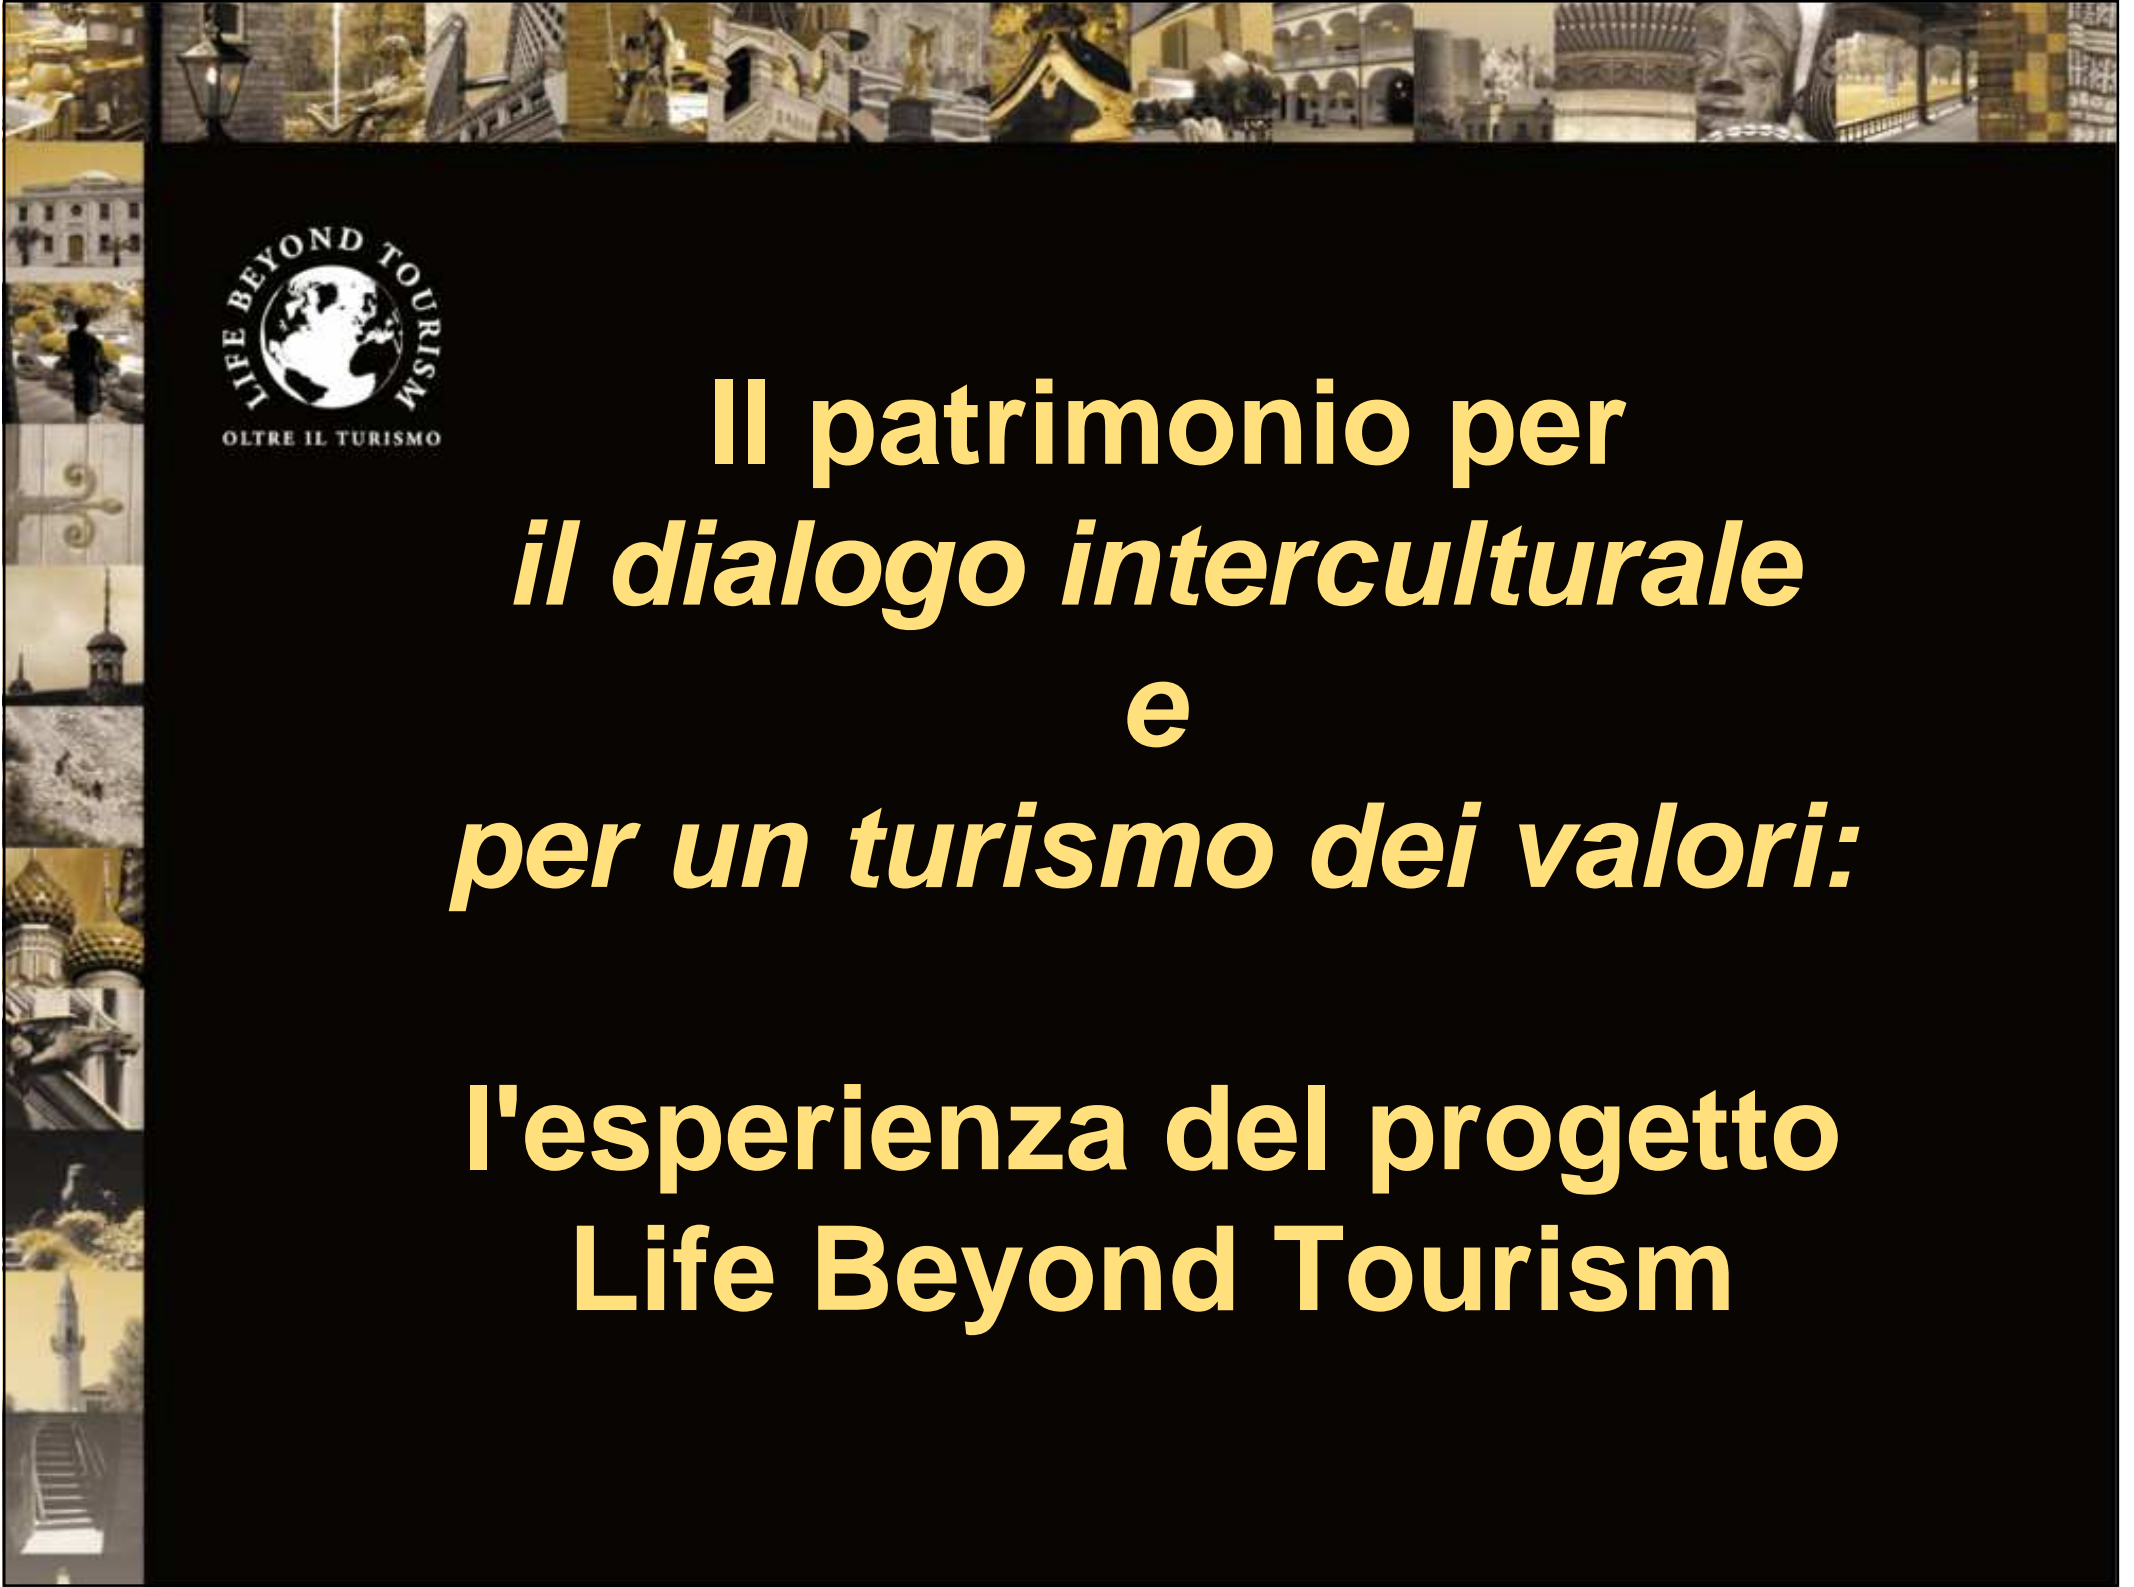 LIFE BEYOND TOURISM
OLTRE IL TURISMO
Il patrimonio per
il dialogo interculturale
e
per un turismo dei valori:
l'esperienza del progetto
Life Beyond Tourism